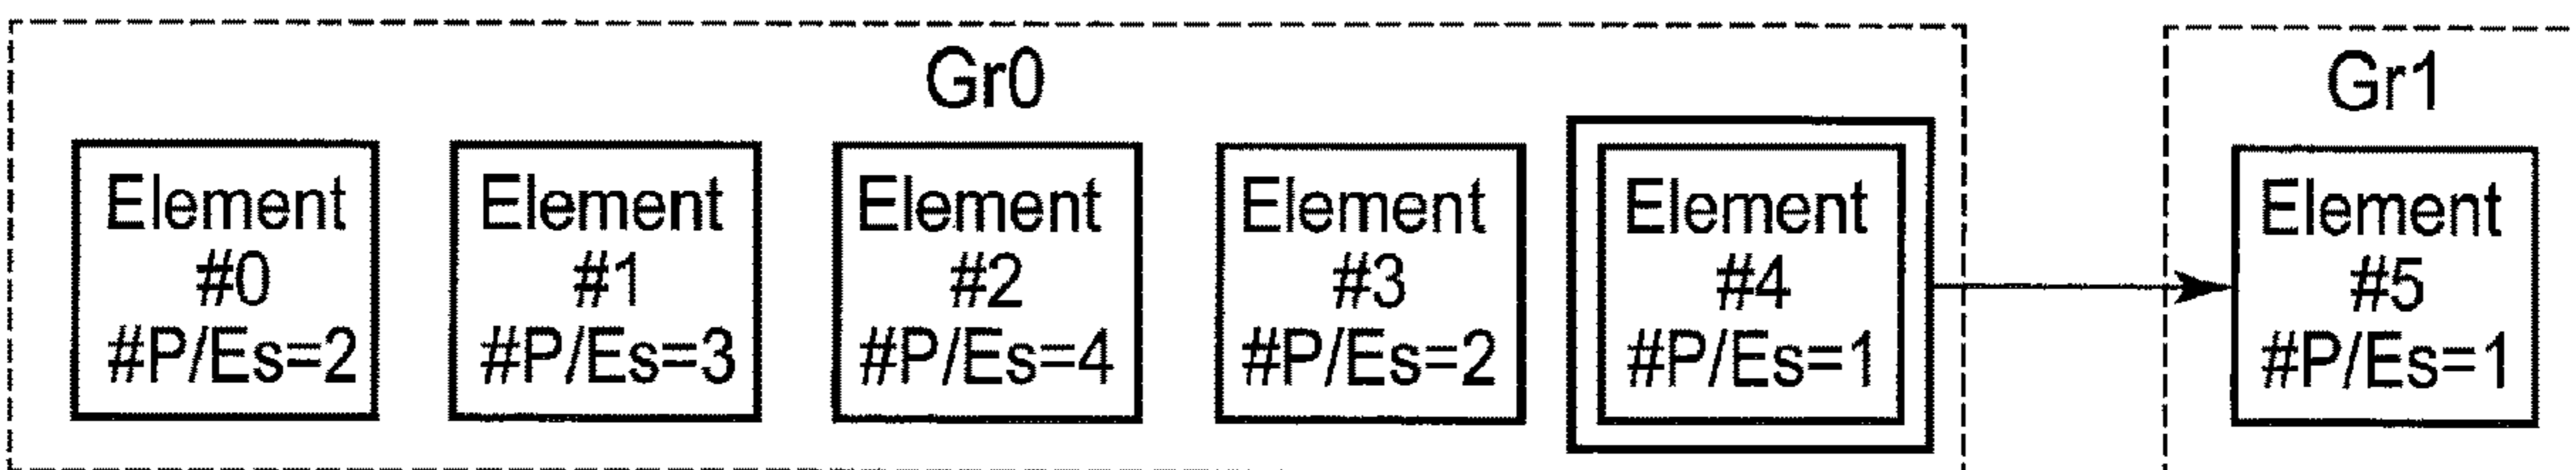 Gr0
Gr1
Element
#0
#P/Es=2
Element
#1
#P/Es=3
Element
#2
#P/Es=4
Element
#3
#P/Es=2
Element
#4
#P/Es=1
Element
#5
#P/Es=1